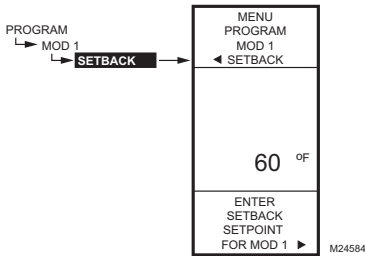 PROGRAM
MOD 1
SETBACK
MENU
PROGRAM
MOD 1
◄ SETBACK
60 °F
ENTER
SETBACK
SETPOINT
FOR MOD 1 ►
M24584